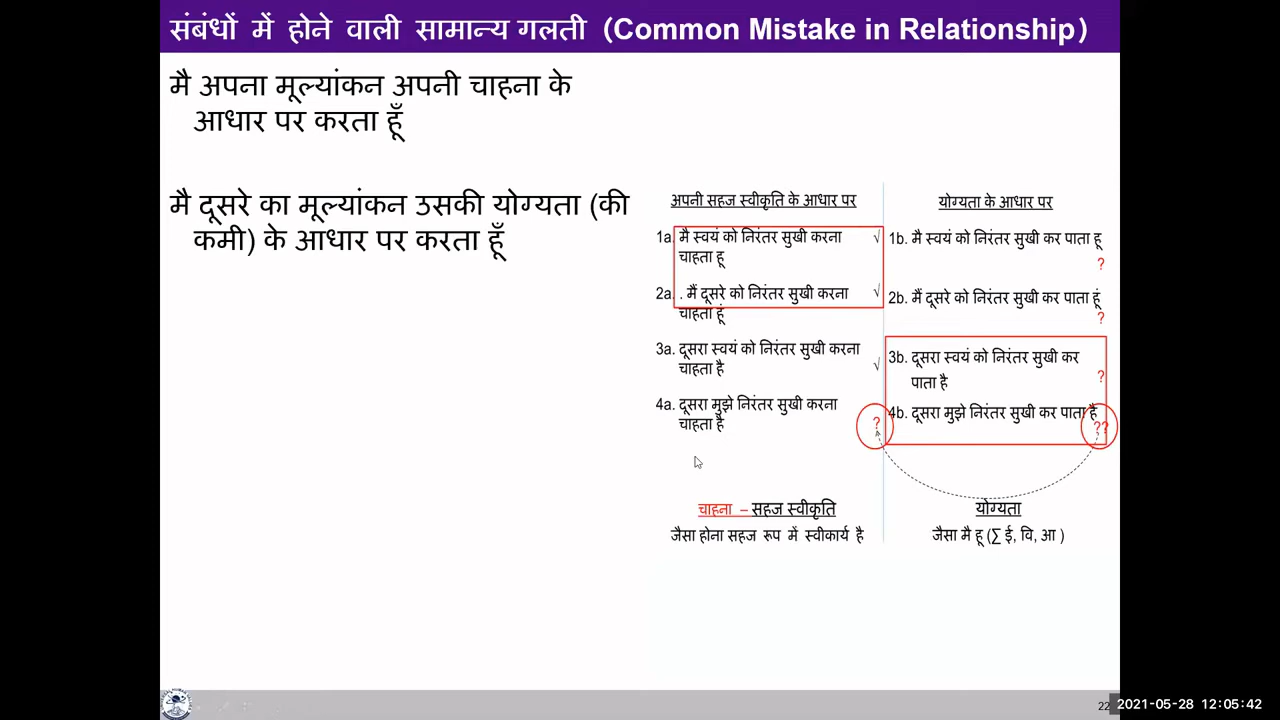 संबंधों में होने वाली सामान्य गलती (Common Mistake in Relationship)
मै अपना मूल्यांकन अपनी चाहना के
आधार पर करता हूँ
मै दूसरे का मूल्यांकन उसकी योग्यता (की
कमी) के आधार पर करता हूँ
अपनी सहज स्वीकृति के आधार पर
1a. मै स्वयं को निरंतर सुखी करना √
चाहता हू
2a. . मैं दूसरे को निरंतर सुखी करना √
चाहता हूं
3a. दूसरा स्वयं को निरंतर सुखी करना
चाहता है √
4a. दूसरा मुझे निरंतर सुखी करना
चाहता है ?
चाहना – सहज स्वीकृति
जैसा होना सहज रूप में स्वीकार्य है
योग्यता के आधार पर
1b. मै स्वयं को निरंतर सुखी कर पाता हू
?
2b. मैं दूसरे को निरंतर सुखी कर पाता हूं
?
3b. दूसरा स्वयं को निरंतर सुखी कर
पाता है ?
4b. दूसरा मुझे निरंतर सुखी कर पाता है
??
योग्यता
जैसा मै हू (∑ ई, वि, आ )
22
2021-05-28 12:05:42